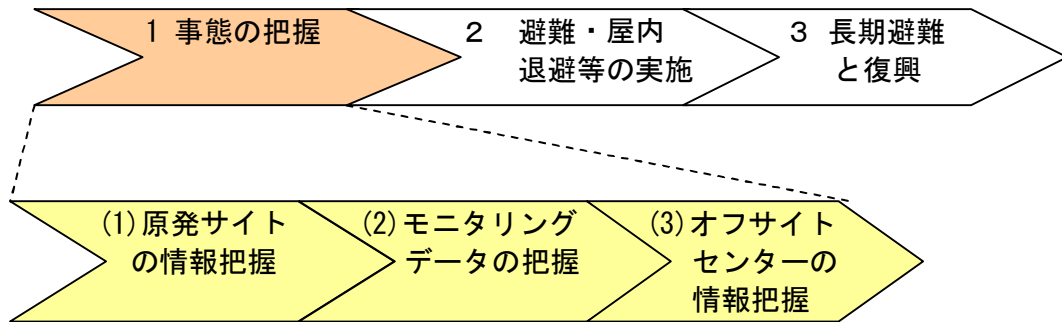 1 事態の把握
２ 避難・屋内
退避等の実施
３ 長期避難
と復興
(1)原発サイト
の情報把握
(2)モニタリング
データの把握
(3)オフサイト
センターの
情報把握